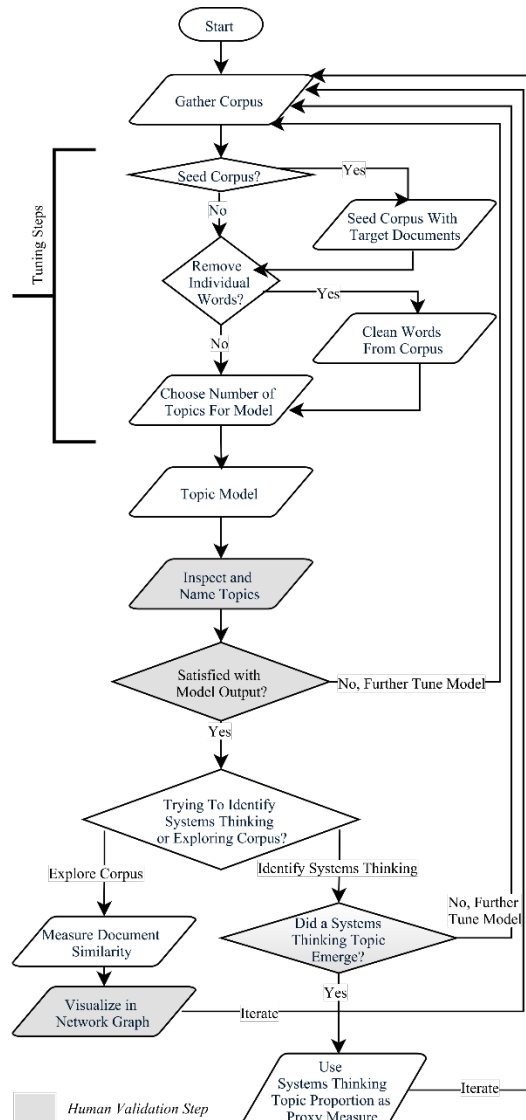 Start
Gather Corpus
Seed Corpus?
Yes
No
Seed Corpus With
Target Documents
Tuning Steps
Remove
Individual
Words?
Yes
No
Clean Words
From Corpus
Choose Number of
Topics For Model
Topic Model
Inspect and
Name Topics
Satisfied with
Model Output?
No, Further Tune Model
Yes
Trying To Identify
Systems Thinking
or Exploring Corpus?
Explore Corpus
Identify Systems Thinking
Measure Document
Similarity
Did a Systems
Thinking Topic
Emerge?
No, Further
Tune Model
Yes
Visualize in
Network Graph
Iterate
Use
Systems Thinking
Topic Proportion as
Proxy Measure
Iterate
Human Validation Step